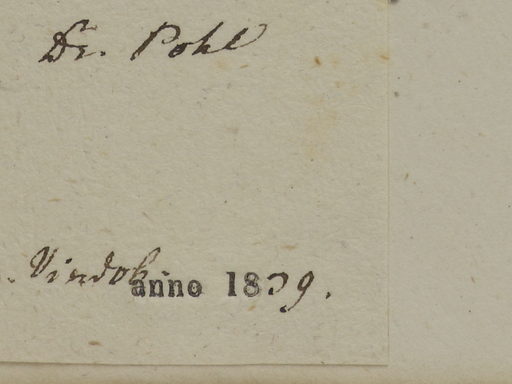 Dr. Pohl
. Vindob. anno 1839.